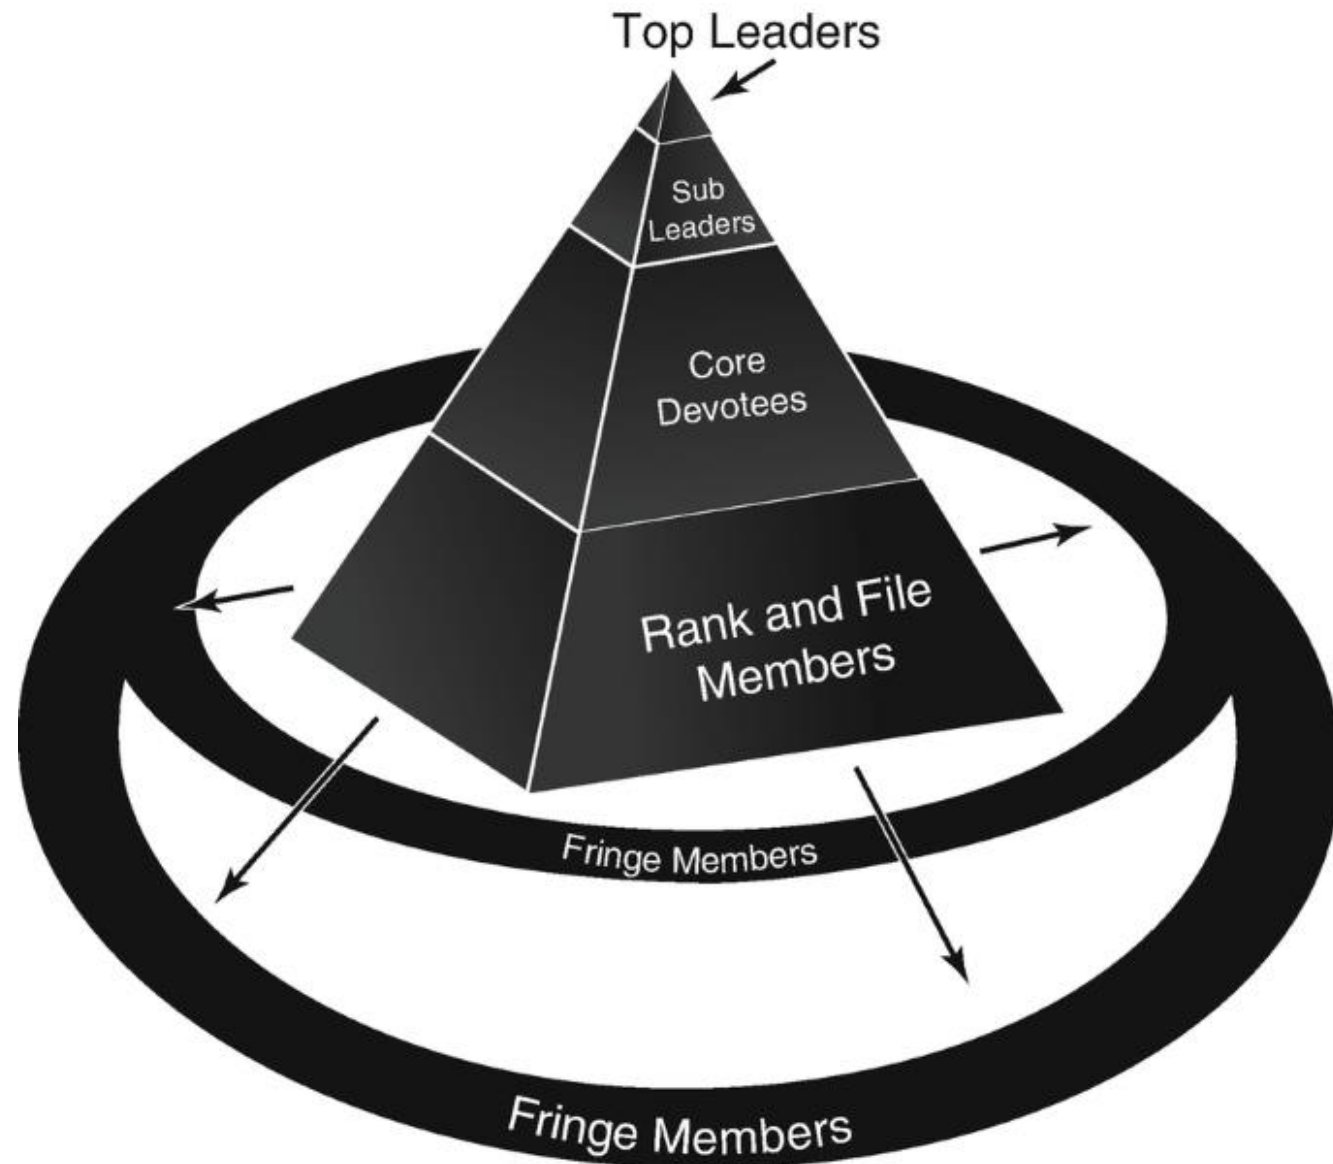 Top Leaders
Sub
Leaders
Core
Devotees
Rank and File
Members
Fringe Members
Fringe Members